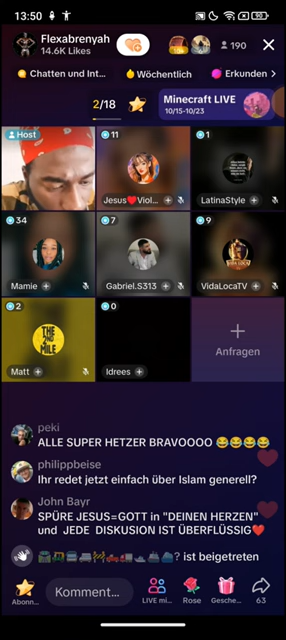 13:50
Flexabrenyah
14.6K Likes
190
Chatten und Int...
Wöchentlich
Erkunden >
2/18
Minecraft LIVE
10/15-10/23
Host
11
1
Jesus❤️Viol...
LatinaStyle
34
7
9
Mamie
Gabriel.S313
VidaLocaTV
2
0
THE 2ND MILE
Matt
Idrees
Anfragen
peki
ALLE SUPER HETZER BRAVOOOO 😂😂😂😂
philippbeise
Ihr redet jetzt einfach über Islam generell?
John Bayr
SPÜRE JESUS=GOTT in "DEINEN HERZEN"
und JEDE DISKUSION IST ÜBERFLÜSSIG❤️
? ist beigetreten
Abonn...
Komment...
LIVE mi...
Rose
Gesche...
63